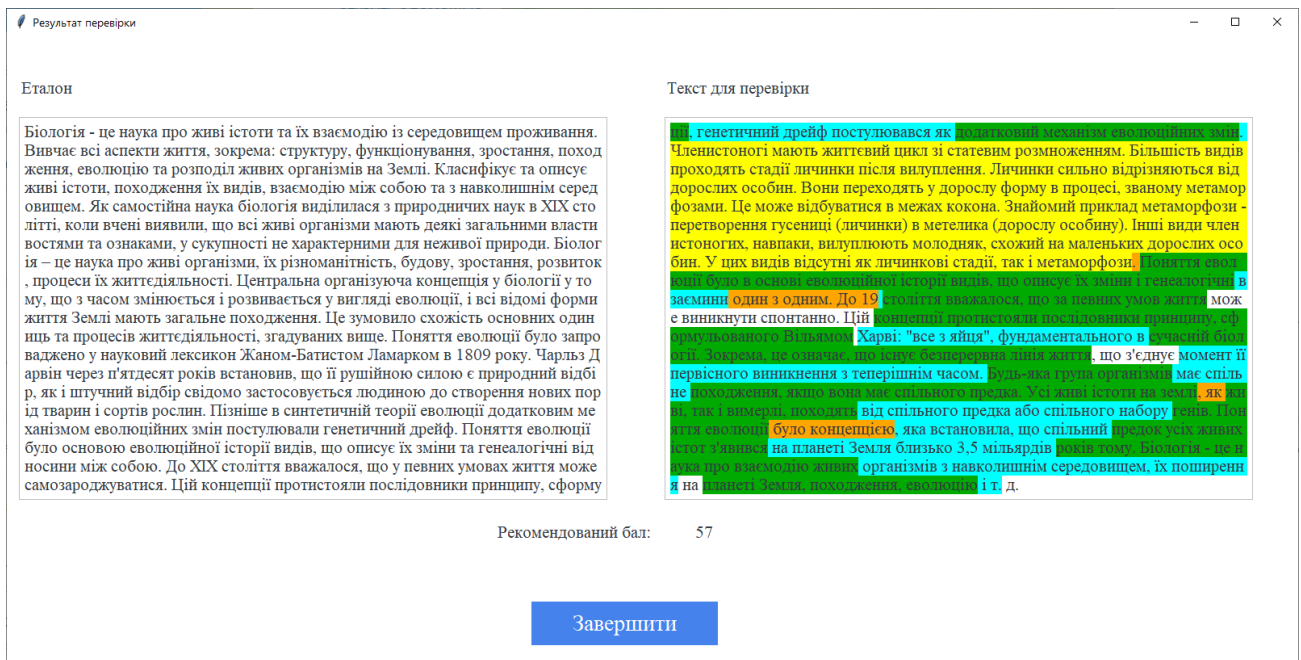 Результат перевірки
Еталон
Біологія - це наука про живі істоти та їх взаємодію із середовищем проживання.
Вивчає всі аспекти життя, зокрема: структуру, функціонування, зростання, поход
ження, еволюцію та розподіл живих організмів на Землі. Класифікує та описує
живі істоти, походження їх видів, взаємодію між собою та з навколишнім серед
овищем. Як самостійна наука біологія виділилася з природничих наук в XIX сто
літті, коли вчені виявили, що всі живі організми мають деякі загальними власти
востями та ознаками, у сукупності не характерними для неживої природи. Біолог
ія – це наука про живі організми, їх різноманітність, будову, зростання, розвиток
, процеси їх життєдіяльності. Центральна організуюча концепція у біології у то
му, що з часом змінюється і розвивається у вигляді еволюції, і всі відомі форми
життя Землі мають загальне походження. Це зумовило схожість основних один
иць та процесів життєдіяльності, згадуваних вище. Поняття еволюції було запро
ваджено у науковий лексикон Жаном-Батистом Ламарком в 1809 року. Чарльз Д
арвін через п'ятдесят років встановив, що її рушійною силою є природний відбі
р, як і штучний відбір свідомо застосовується людиною до створення нових пор
ід тварин і сортів рослин. Пізніше в синтетичній теорії еволюції додатковим ме
ханізмом еволюційних змін постулювали генетичний дрейф. Поняття еволюції
було основою еволюційної історії видів, що описує їх зміни та генеалогічні від
носини між собою. До XIX століття вважалося, що у певних умовах життя може
самозароджуватися. Цій концепції протистояли послідовники принципу, сформу
Текст для перевірки
ції, генетичний дрейф постулювався як додатковий механізм еволюційних змін.
Членистоногі мають життєвий цикл зі статевим розмноженням. Більшість видів
проходять стадії личинки після вилуплення. Личинки сильно відрізняються від
дорослих особин. Вони переходять у дорослу форму в процесі, званому метамор
фозами. Це може відбуватися в межах кокона. Знайомий приклад метаморфози -
перетворення гусениці (личинки) в метелика (дорослу особину). Інші види член
истоногих, навпаки, вилуплюють молодняк, схожий на маленьких дорослих осо
бин. У цих видів відсутні як личинкові стадії, так і метаморфози. Поняття евол
юції було в основі еволюційної історії видів, що описує їх зміни і генеалогічні в
заємини один з одним. До 19 століття вважалося, що за певних умов життя мож
е виникнути спонтанно. Цій концепції протистояли послідовники принципу, сф
ормульованого Вільямом Харві: "все з яйця", фундаментального в сучасній біол
огії. Зокрема, це означає, що існує безперервна лінія життя, що з'єднує момент її
первісного виникнення з теперішнім часом. Будь-яка група організмів має спіль
не походження, якщо вона має спільного предка. Усі живі істоти на землі, як жи
ві, так і вимерлі, походять від спільного предка або спільного набору генів. Пон
яття еволюції було концепцією, яка встановила, що спільний предок усіх живих
істот з'явився на планеті Земля близько 3,5 мільярдів років тому. Біологія - це н
аука про взаємодію живих організмів з навколишнім середовищем, їх поширенн
я на планеті Земля, походження, еволюцію і т. д.
Рекомендований бал: 57
Завершити